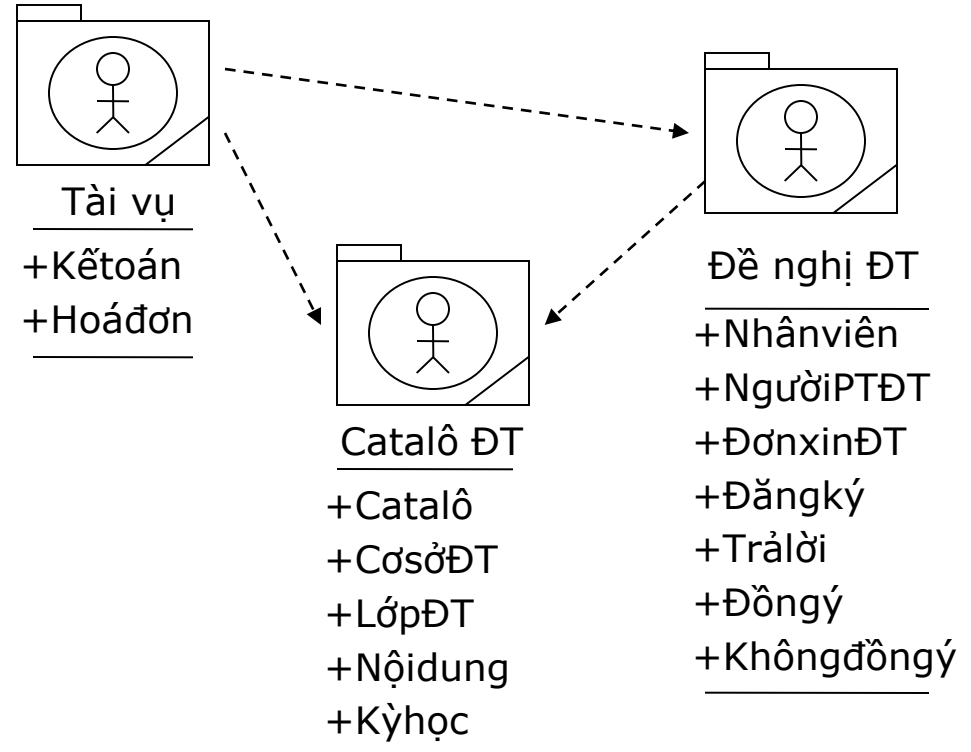 Tài vụ
+Kếtoán
+Hoáđơn
Catalô ĐT
+Catalô
+CơsởĐT
+LớpĐT
+Nộidung
+Kỳhọc
Đề nghị ĐT
+Nhânviên
+NgườiPTĐT
+ĐơnxinĐT
+Đăngký
+Trảlời
+Đồngý
+Khôngđồngý